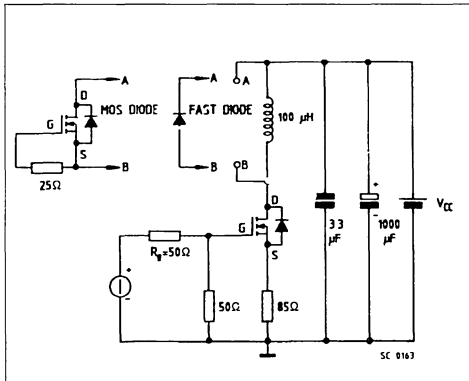 A
A
A
D
MOS DIODE
FAST DIODE
G
100 µH
S
B
B
B
25Ω
D
G
33
µF
+
-
1000
µF
VCC
S
Rg=50Ω
+
-
50Ω
85Ω
SC 0163